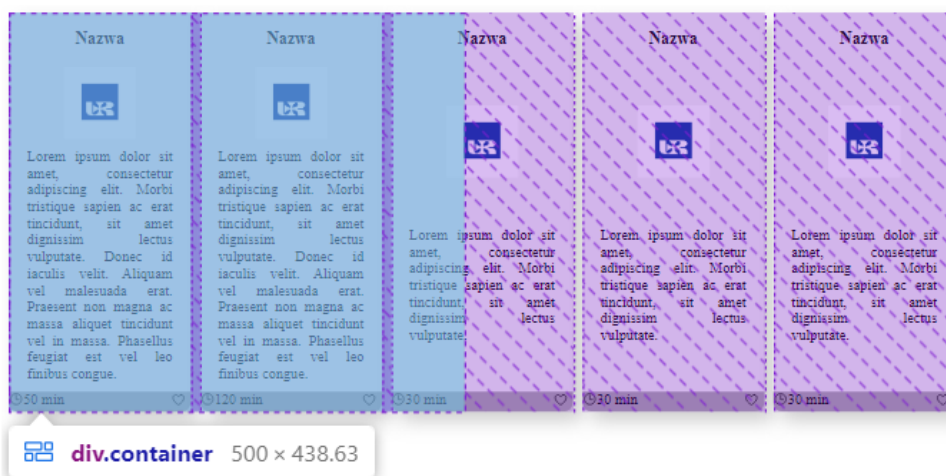 Nazwa
Nazwa
Nazwa
Nazwa
Nazwa
UR
UR
UR
UR
UR
Lorem ipsum dolor sit
amet, consectetur
adipiscing elit. Morbi
tristique sapien ac erat
tincidunt, sit amet
dignissim lectus
vulputate. Donec id
iaculis velit. Aliquam
vel malesuada erat.
Praesent non magna ac
massa aliquet tincidunt
vel in massa. Phasellus
feugiat est vel leo
finibus congue.
Lorem ipsum dolor sit
amet, consectetur
adipiscing elit. Morbi
tristique sapien ac erat
tincidunt, sit amet
dignissim lectus
vulputate. Donec id
iaculis velit. Aliquam
vel malesuada erat.
Praesent non magna ac
massa aliquet tincidunt
vel in massa. Phasellus
feugiat est vel leo
finibus congue.
Lorem ipsum dolor sit
amet, consectetur
adipiscing elit. Morbi
tristique sapien ac erat
tincidunt, sit amet
dignissim lectus
vulputate.
Lorem ipsum dolor sit
amet, consectetur
adipiscing elit. Morbi
tristique sapien ac erat
tincidunt, sit amet
dignissim lectus
vulputate.
Lorem ipsum dolor sit
amet, consectetur
adipiscing elit. Morbi
tristique sapien ac erat
tincidunt, sit amet
dignissim lectus
vulputate.
50 min
120 min
30 min
30 min
30 min
div.container 500 × 438.63